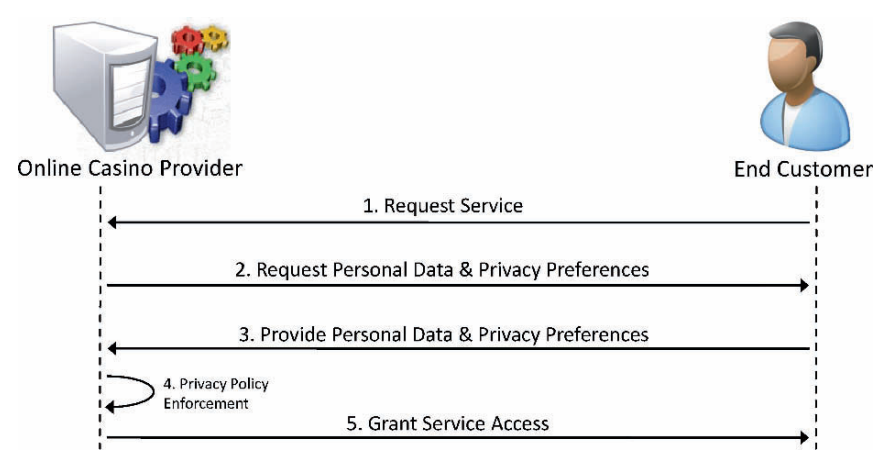 Online Casino Provider
End Customer
1. Request Service
2. Request Personal Data & Privacy Preferences
3. Provide Personal Data & Privacy Preferences
4. Privacy Policy
Enforcement
5. Grant Service Access